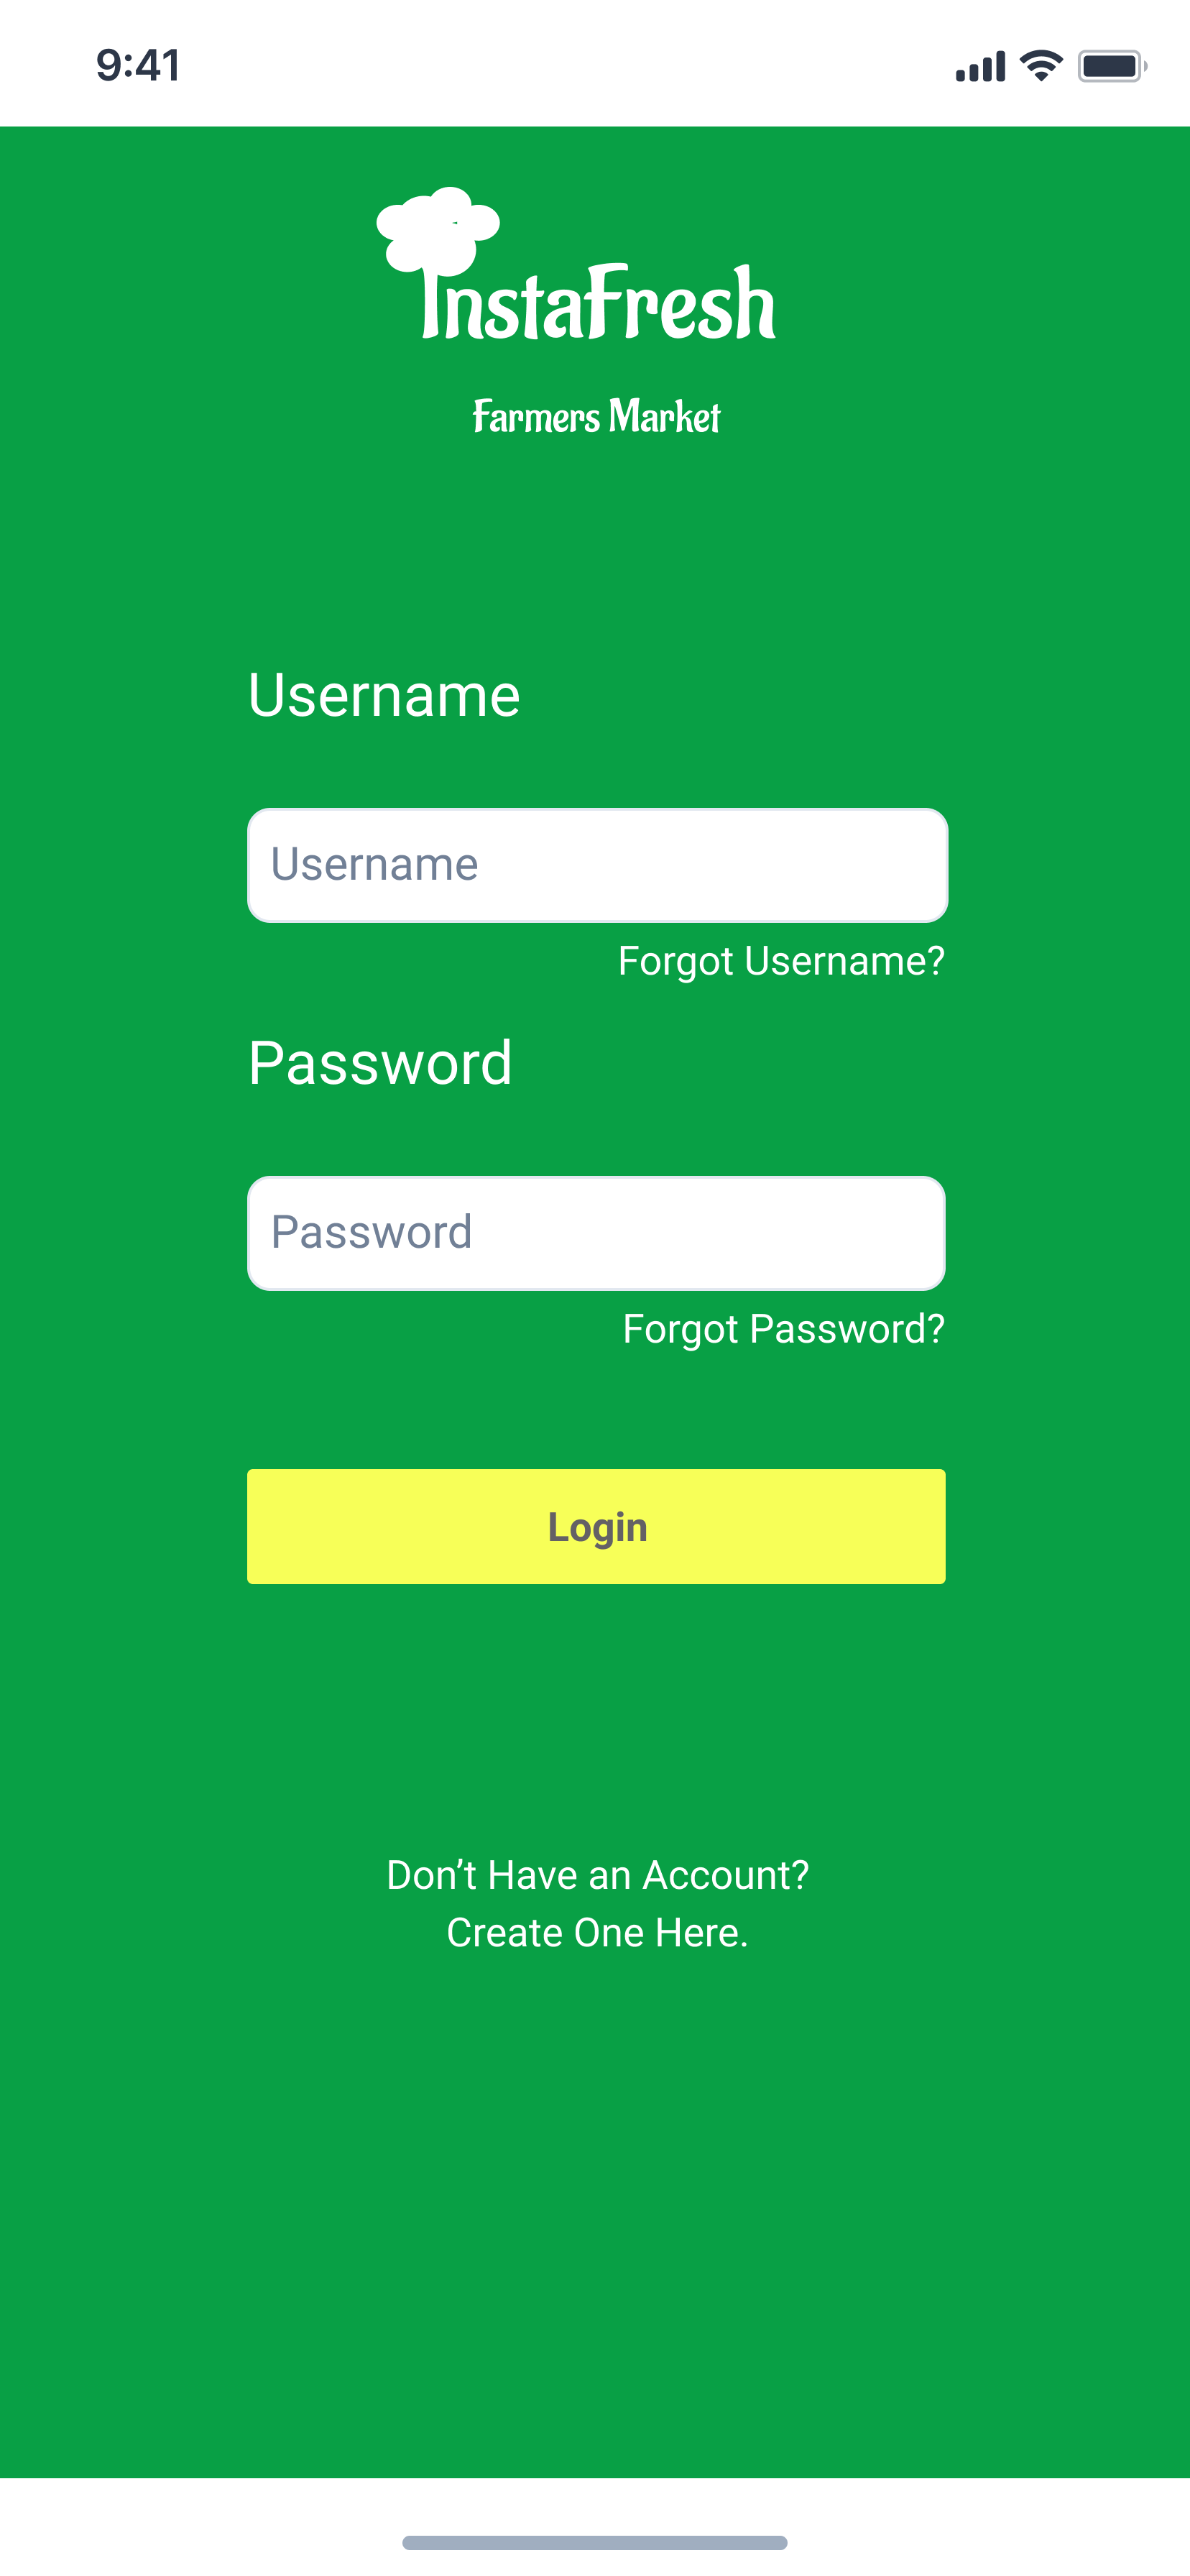 9:41
InstaFresh
Farmers Market
Username
Username
Forgot Username?
Password
Password
Forgot Password?
Login
Don’t Have an Account?
Create One Here.